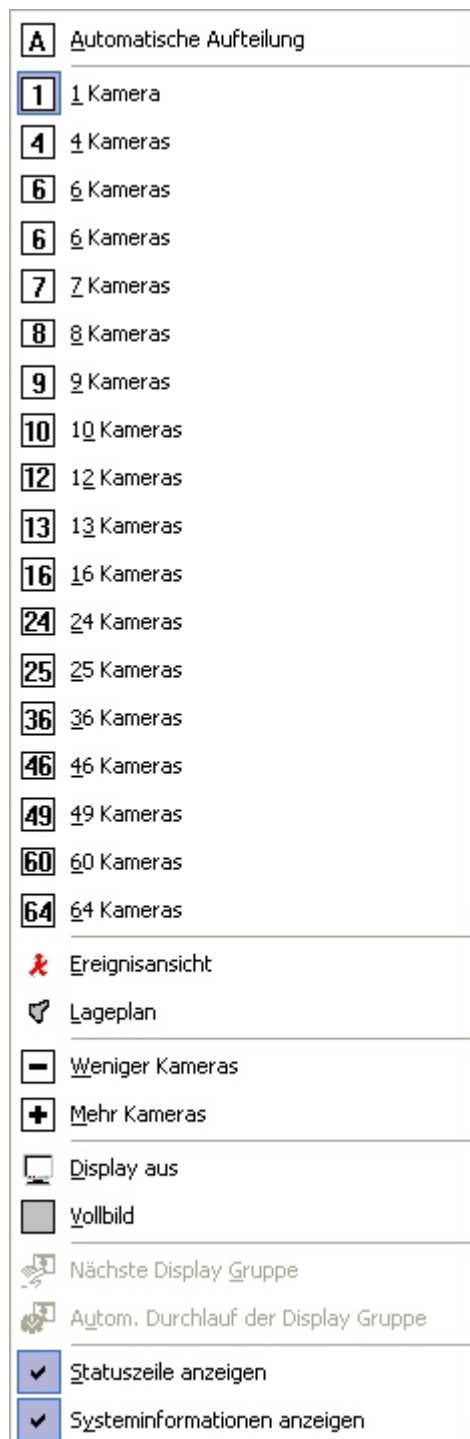 A Automatische Aufteilung
1 1 Kamera
4 4 Kameras
6 6 Kameras
6 6 Kameras
7 7 Kameras
8 8 Kameras
9 9 Kameras
10 10 Kameras
12 12 Kameras
13 13 Kameras
16 16 Kameras
24 24 Kameras
25 25 Kameras
36 36 Kameras
46 46 Kameras
49 49 Kameras
60 60 Kameras
64 64 Kameras
Ereignisansicht
Lageplan
Weniger Kameras
Mehr Kameras
Display aus
Vollbild
Nächste Display Gruppe
Autom. Durchlauf der Display Gruppe
Statuszeile anzeigen
Systeminformationen anzeigen